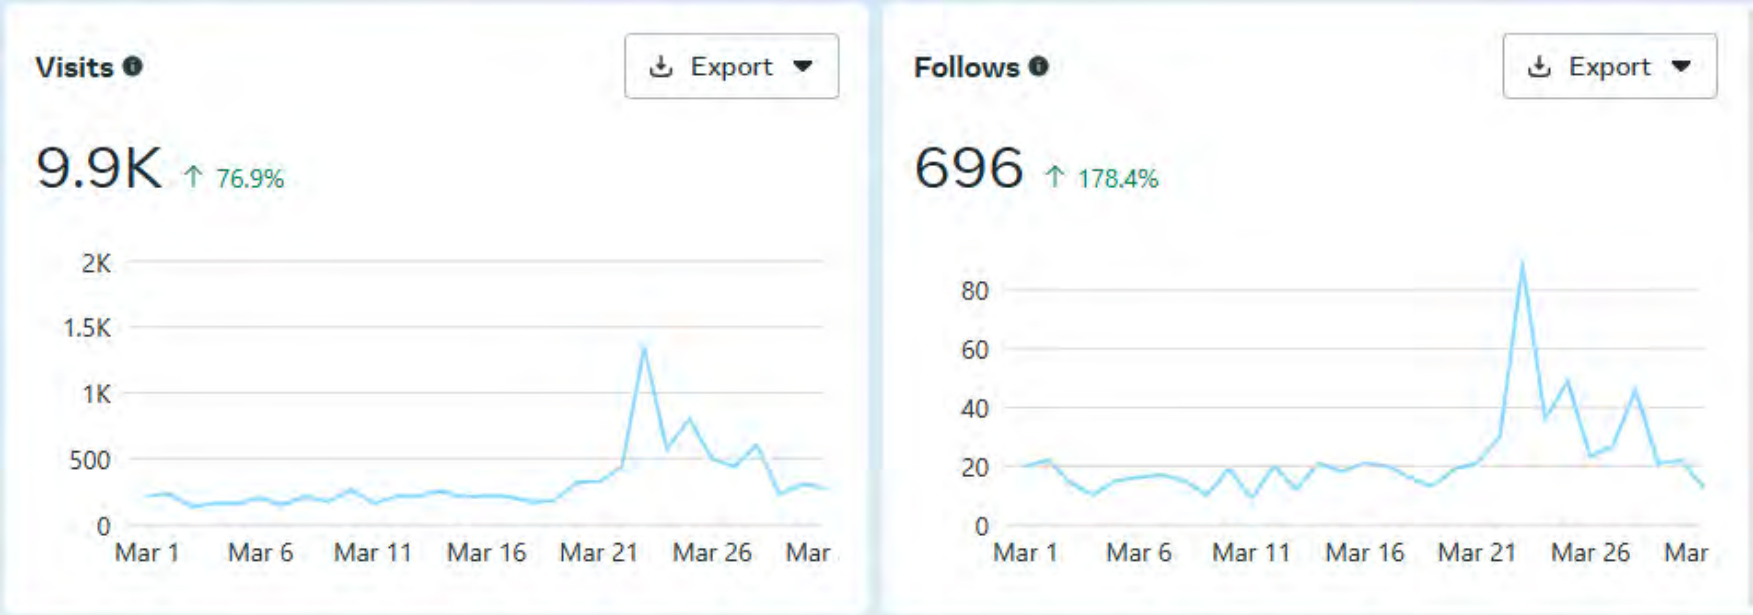 Visits
Export
9.9K ↑ 76.9%
2K
1.5K
1K
500
0
Mar 1 Mar 6 Mar 11 Mar 16 Mar 21 Mar 26 Mar
Follows
Export
696 ↑ 178.4%
80
60
40
20
0
Mar 1 Mar 6 Mar 11 Mar 16 Mar 21 Mar 26 Mar